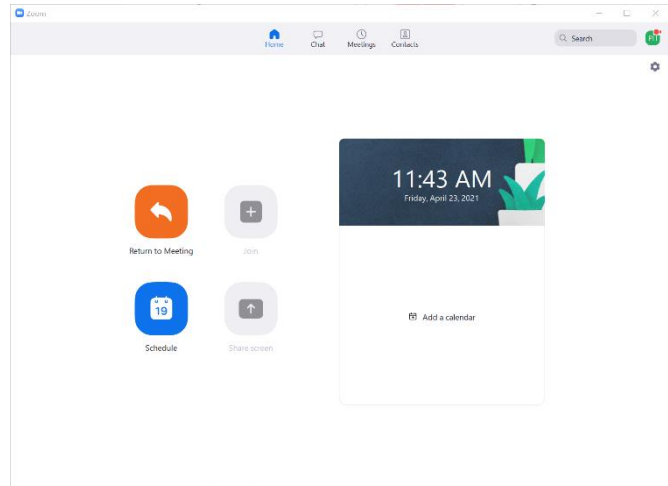 Zoom
Home Chat Meetings Contacts
Search
11:43 AM
Friday, April 23, 2021
Return to Meeting
Join
19
Add a calendar
Schedule
Share screen